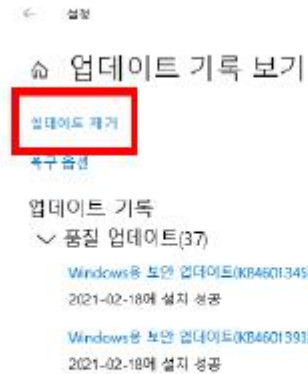 ← 설정
업데이트 기록 보기
업데이트 제거
복구 옵션
업데이트 기록
품질 업데이트(37)
Windows용 보안 업데이트(KB4601345)
2021-02-18에 설치 성공
Windows용 보안 업데이트(KB4601393)
2021-02-18에 설치 성공